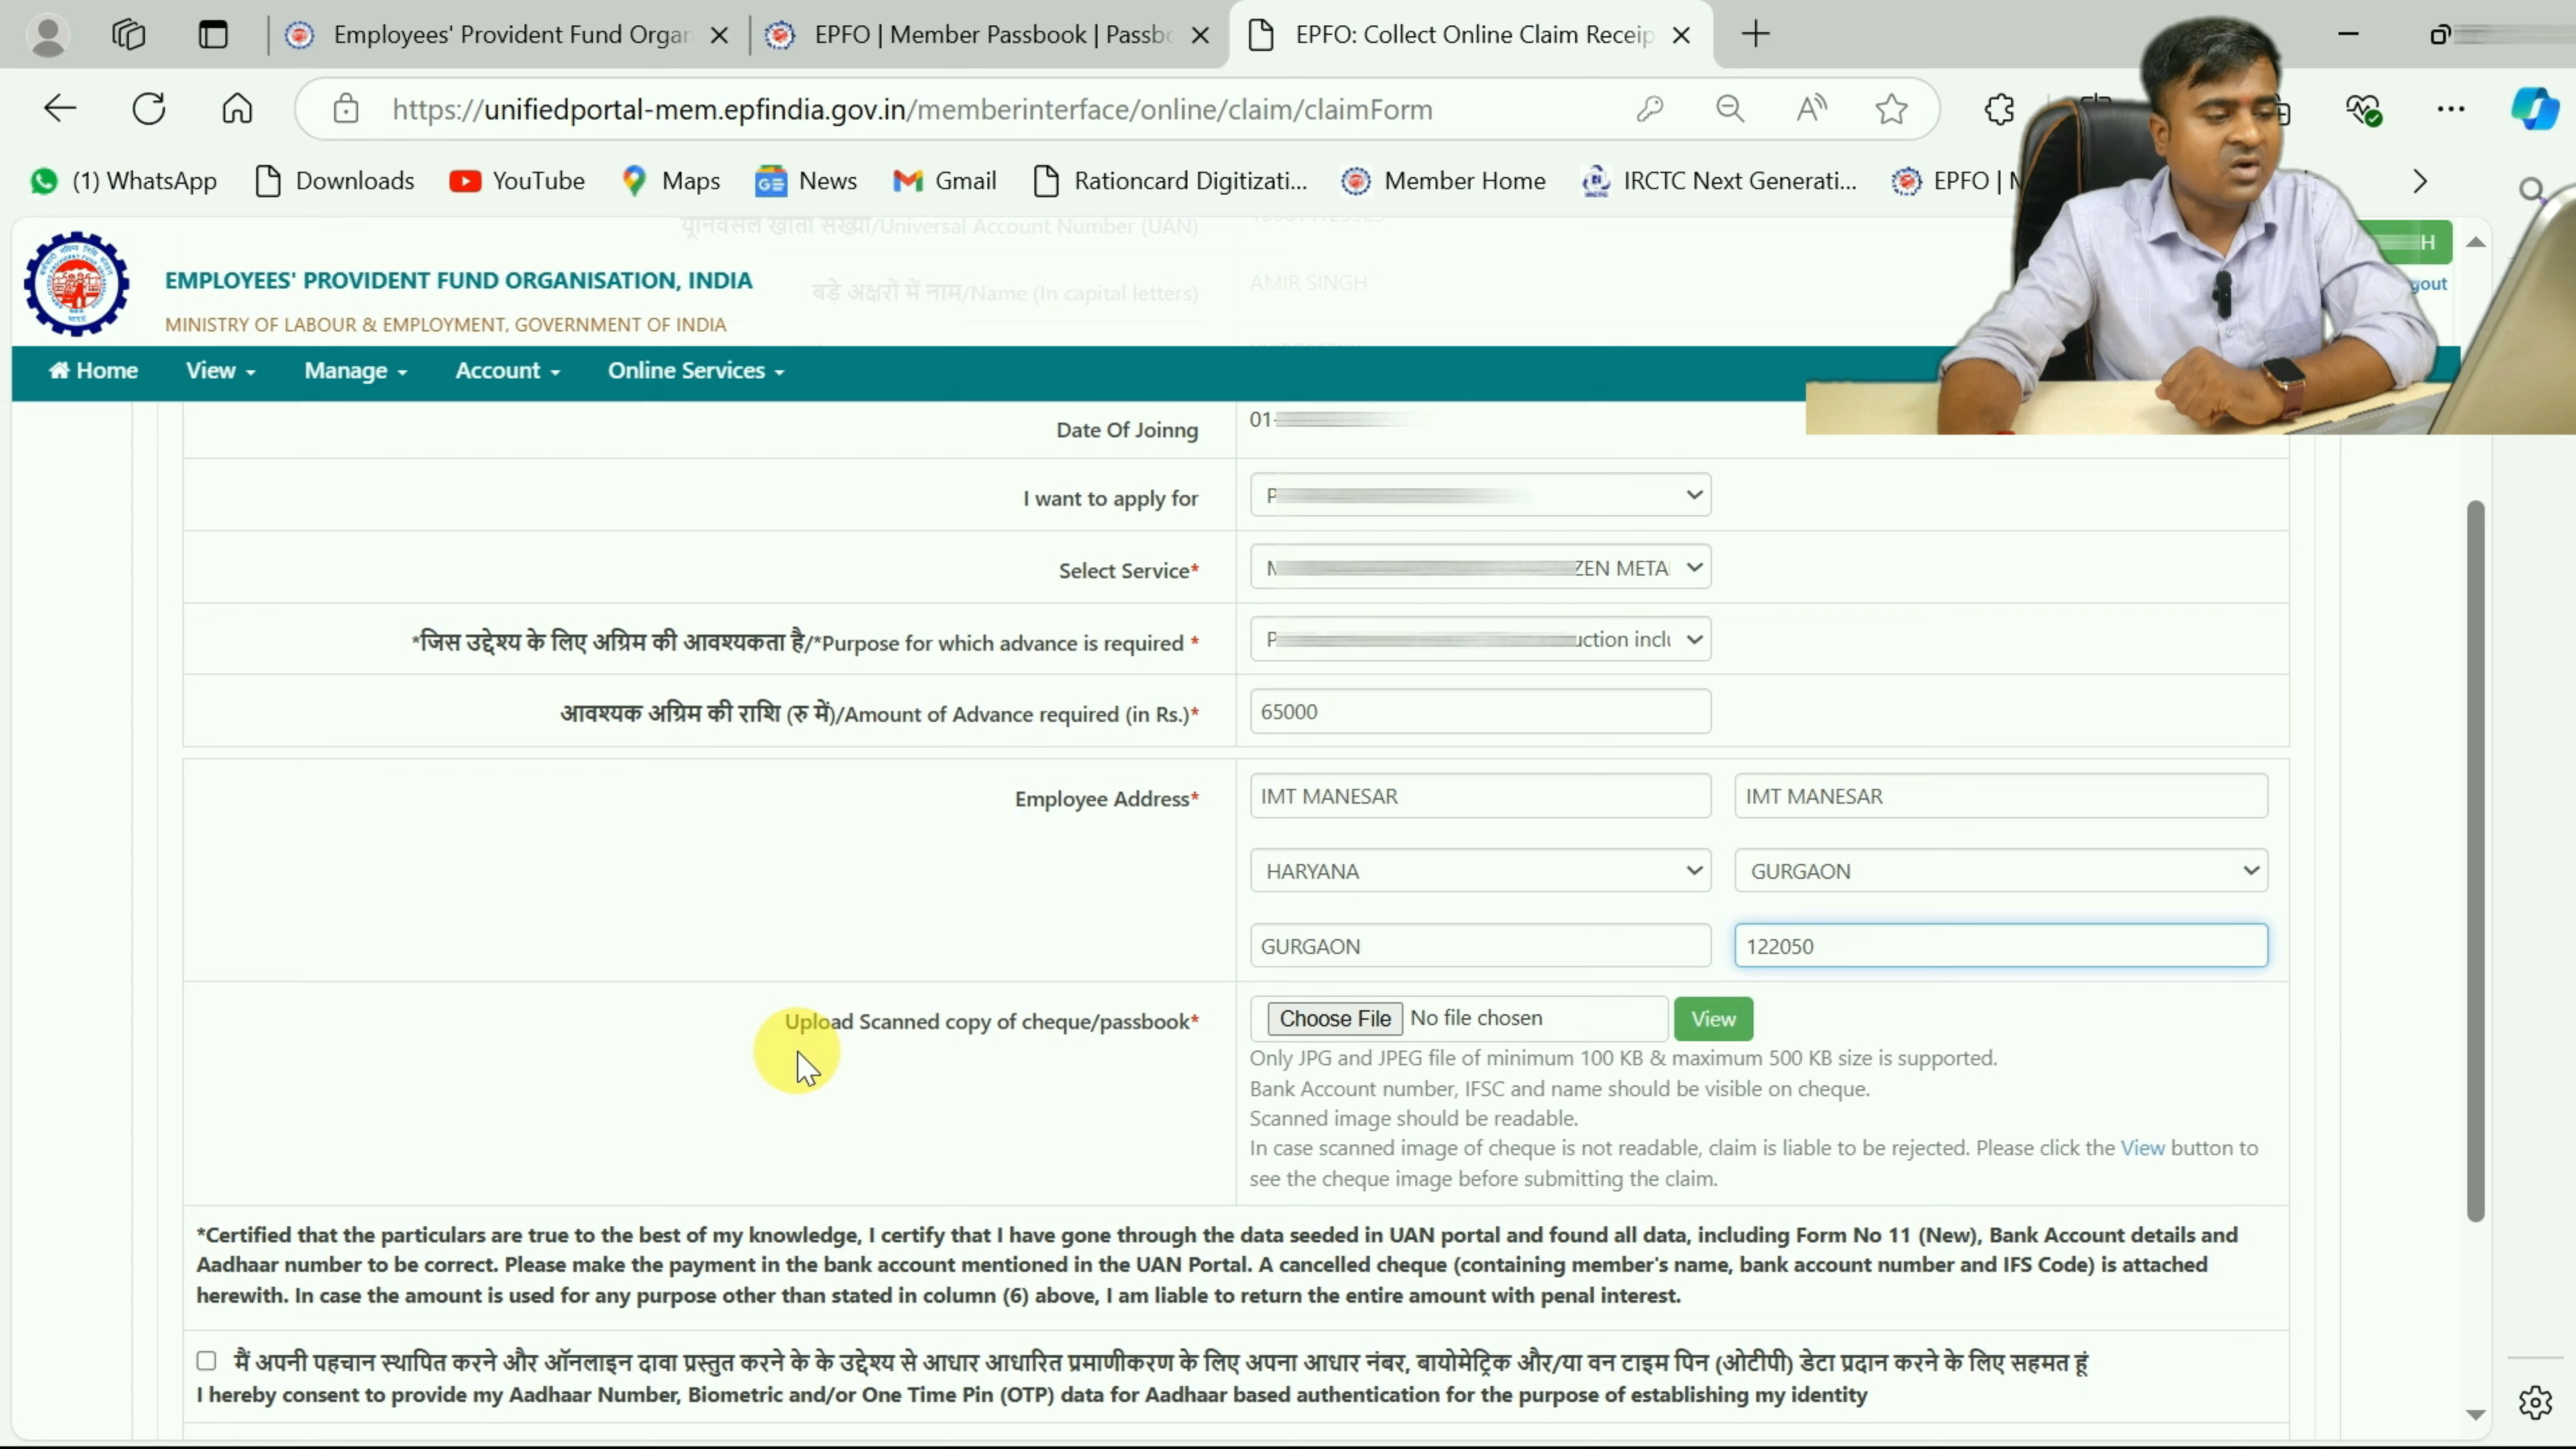 Employees' Provident Fund Organ
EPFO | Member Passbook | Passbo
EPFO: Collect Online Claim Receip
https://unifiedportal-mem.epfindia.gov.in/memberinterface/online/claim/claimForm
(1) WhatsApp Downloads YouTube Maps News Gmail Rationcard Digitizati... Member Home IRCTC Next Generati... EPFO |
यूनिवर्सल खाता संख्या/Universal Account Number (UAN)
EMPLOYEES' PROVIDENT FUND ORGANISATION, INDIA
बड़े अक्षरों में नाम/Name (In capital letters) AMIR SINGH
H
gout
MINISTRY OF LABOUR & EMPLOYMENT, GOVERNMENT OF INDIA
Home View Manage Account Online Services
Date Of Joinng 01-
I want to apply for P
Select Service* ZEN META
*जिस उद्देश्य के लिए अग्रिम की आवश्यकता है/*Purpose for which advance is required * P uction inclu
आवश्यक अग्रिम की राशि (रु में)/Amount of Advance required (in Rs.)* 65000
Employee Address* IMT MANESAR IMT MANESAR
HARYANA GURGAON
GURGAON 122050
Upload Scanned copy of cheque/passbook* Choose File No file chosen View
Only JPG and JPEG file of minimum 100 KB & maximum 500 KB size is supported.
Bank Account number, IFSC and name should be visible on cheque.
Scanned image should be readable.
In case scanned image of cheque is not readable, claim is liable to be rejected. Please click the View button to
see the cheque image before submitting the claim.
*Certified that the particulars are true to the best of my knowledge, I certify that I have gone through the data seeded in UAN portal and found all data, including Form No 11 (New), Bank Account details and
Aadhaar number to be correct. Please make the payment in the bank account mentioned in the UAN Portal. A cancelled cheque (containing member's name, bank account number and IFS Code) is attached
herewith. In case the amount is used for any purpose other than stated in column (6) above, I am liable to return the entire amount with penal interest.
मैं अपनी पहचान स्थापित करने और ऑनलाइन दावा प्रस्तुत करने के के उद्देश्य से आधार आधारित प्रमाणीकरण के लिए अपना आधार नंबर, बायोमेट्रिक और/या वन टाइम पिन (ओटीपी) डेटा प्रदान करने के लिए सहमत हूं
I hereby consent to provide my Aadhaar Number, Biometric and/or One Time Pin (OTP) data for Aadhaar based authentication for the purpose of establishing my identity